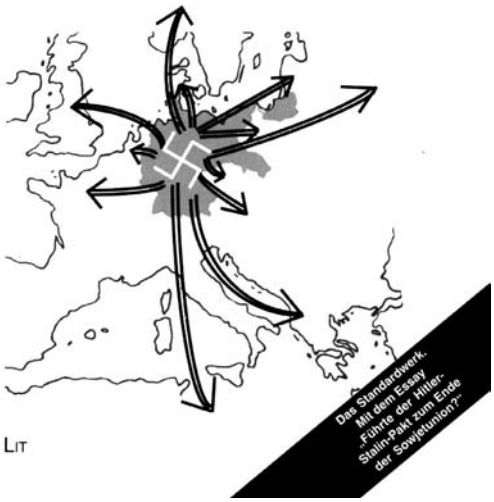 Das Standardwerk.
Mit dem Essay
„Führte der Hitler-
Stalin-Pakt zum Ende
der Sowjetunion?"
LIT